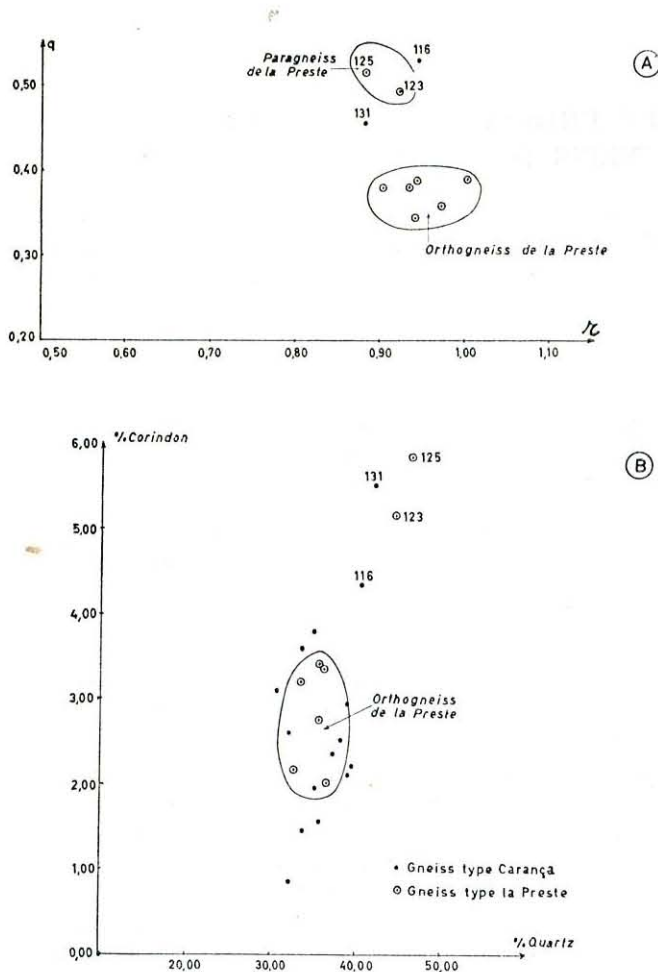 q
A
Paragneiss
de la Preste
116
125
123
131
0,50
0,40
Orthogneiss de la Preste
0,30
0,20
r
0,50 0,60 0,70 0,80 0,90 1,00 1,10
% Corindon
B
6,00
125
131
5,00
123
116
4,00
3,00
Orthogneiss
de la Preste
2,00
1,00
Gneiss type Carança
Gneiss type la Preste
0,00
% Quartz
20,00 30,00 40,00 50,00